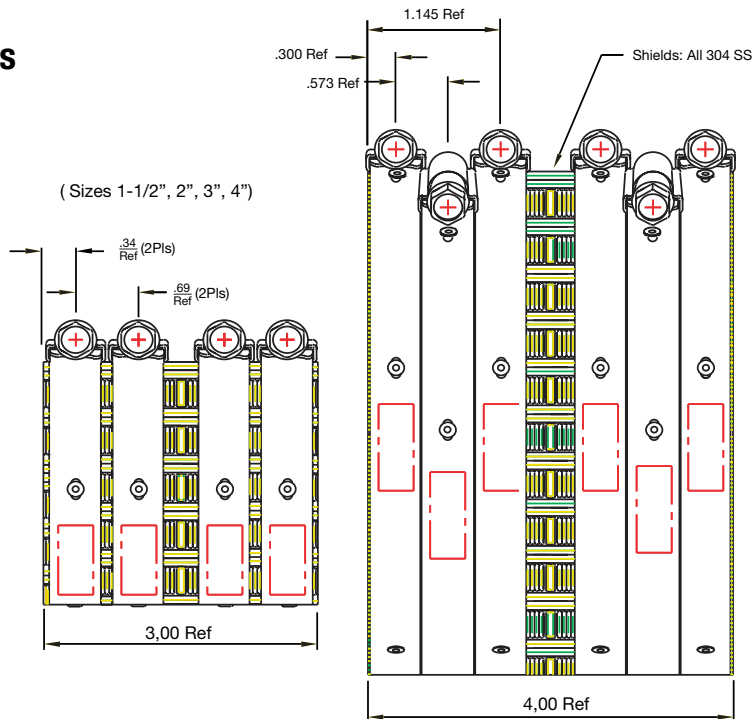 s
1.145 Ref
.300 Ref
.573 Ref
Shields: All 304 SS
( Sizes 1-1/2”, 2”, 3”, 4”)
.34
Ref (2Pls)
.69
Ref (2Pls)
3,00 Ref
4,00 Ref